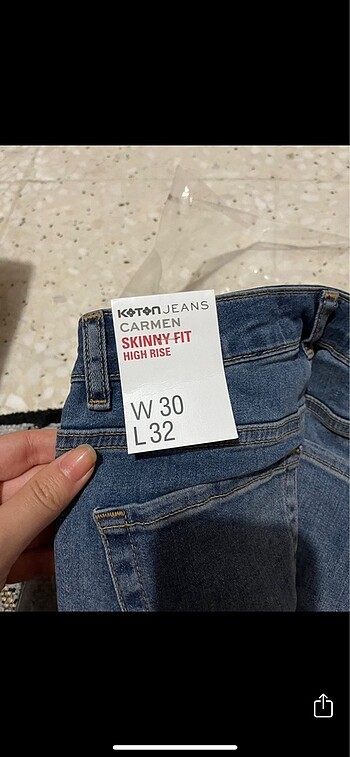 KOTON JEANS
CARMEN
SKINNY FIT
HIGH RISE
W 30
L 32